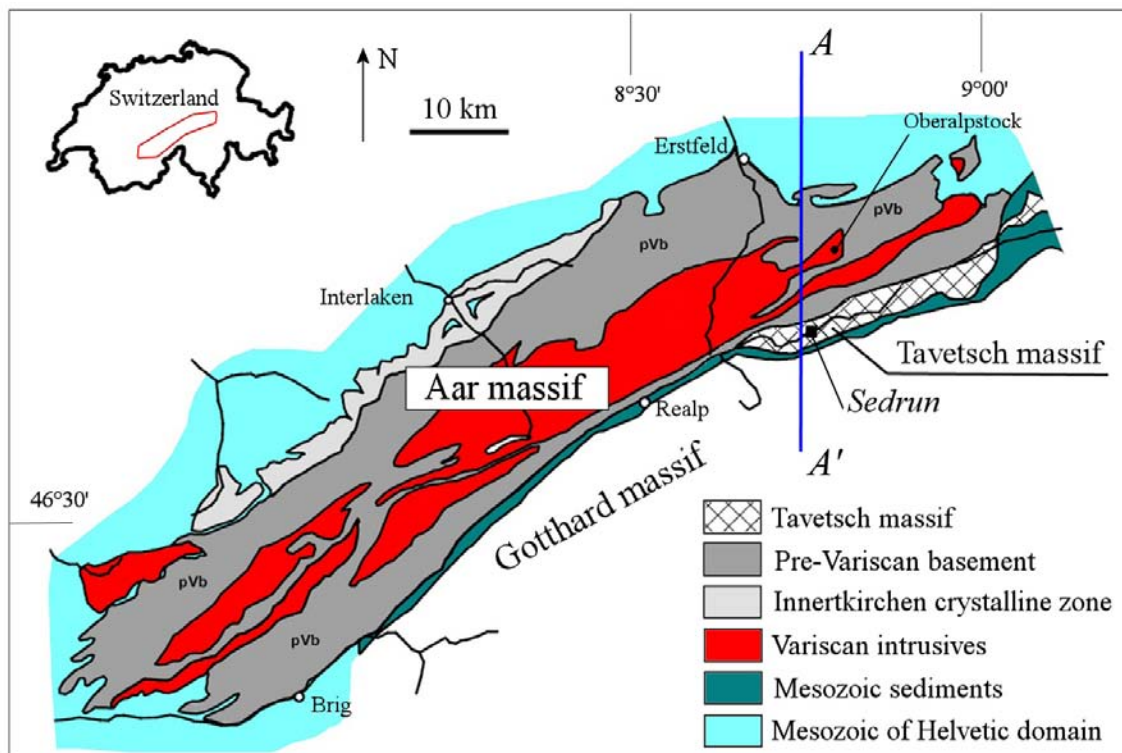 Switzerland
N
10 km
8°30'
A
9°00'
Oberalpstock
Erstfeld
pVb
pVb
Interlaken
Aar massif
Tavetsch massif
Sedrun
Realp
A'
46°30'
Gotthard massif
pVb
pVb
Brig
Tavetsch massif
Pre-Variscan basement
Innertkirchen crystalline zone
Variscan intrusives
Mesozoic sediments
Mesozoic of Helvetic domain